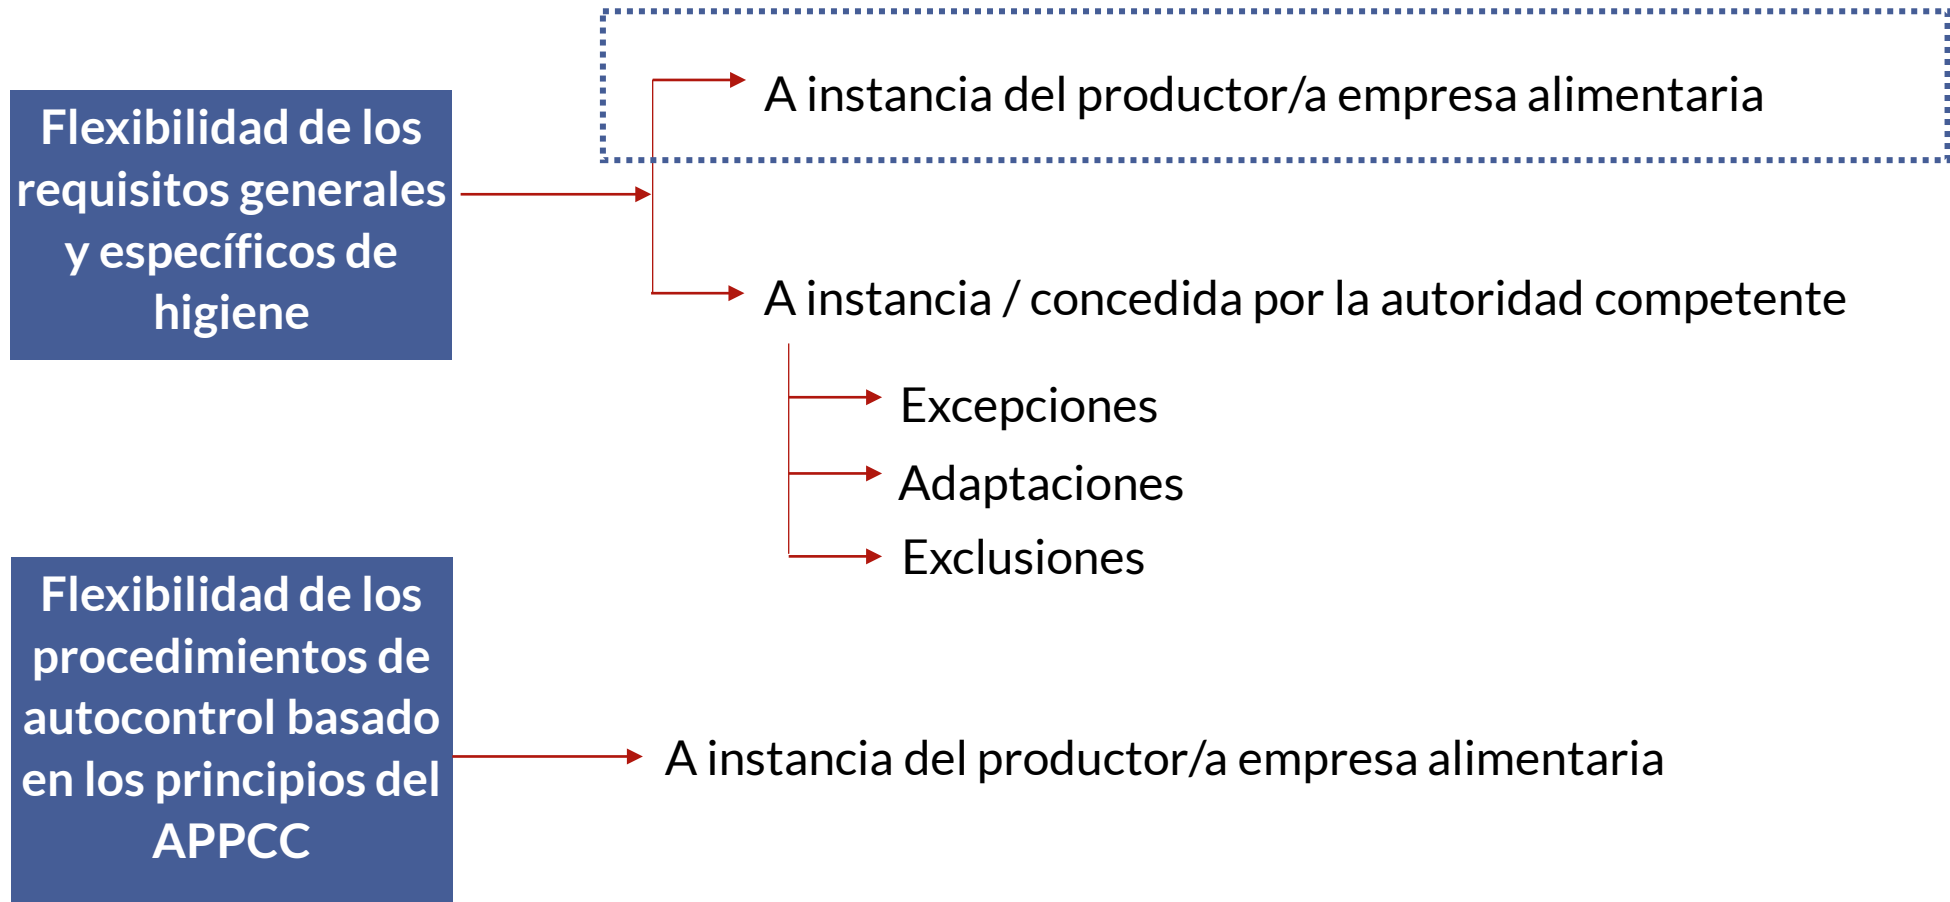 Flexibilidad de los
requisitos generales
y específicos de
higiene
A instancia del productor/a empresa alimentaria
A instancia / concedida por la autoridad competente
Excepciones
Adaptaciones
Exclusiones
Flexibilidad de los
procedimientos de
autocontrol basado
en los principios del
APPCC
A instancia del productor/a empresa alimentaria